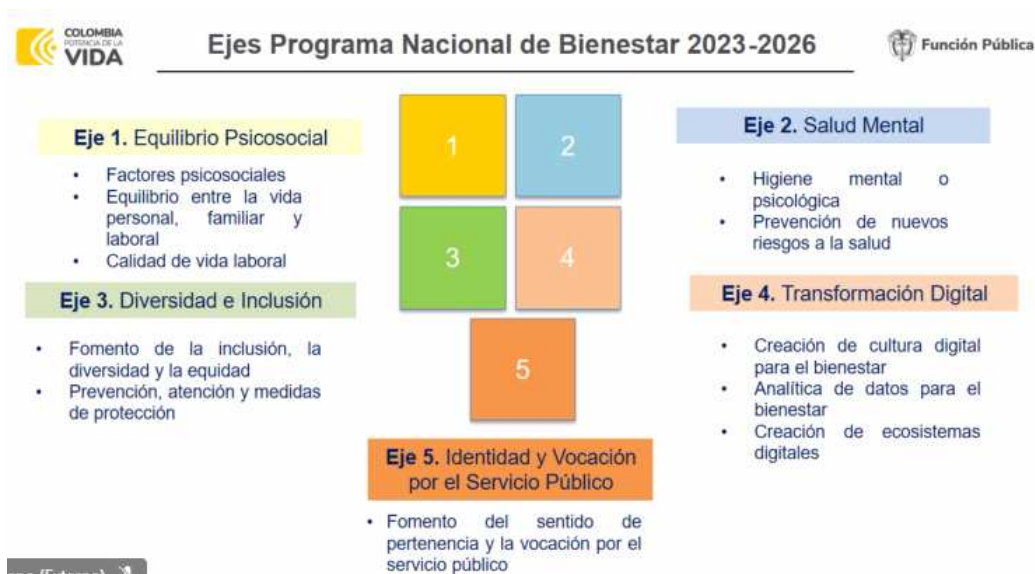 COLOMBIA
POTENCIA DE LA
VIDA
Ejes Programa Nacional de Bienestar 2023-2026
Función Pública
Eje 1. Equilibrio Psicosocial
• Factores psicosociales
• Equilibrio entre la vida
personal, familiar y
laboral
• Calidad de vida laboral
1
2
3
4
5
Eje 2. Salud Mental
• Higiene mental o
psicológica
• Prevención de nuevos
riesgos a la salud
Eje 3. Diversidad e Inclusión
• Fomento de la inclusión, la
diversidad y la equidad
• Prevención, atención y medidas
de protección
Eje 4. Transformación Digital
• Creación de cultura digital
para el bienestar
• Analítica de datos para el
bienestar
• Creación de ecosistemas
digitales
Eje 5. Identidad y Vocación
por el Servicio Público
• Fomento del sentido de
pertenencia y la vocación por el
servicio público